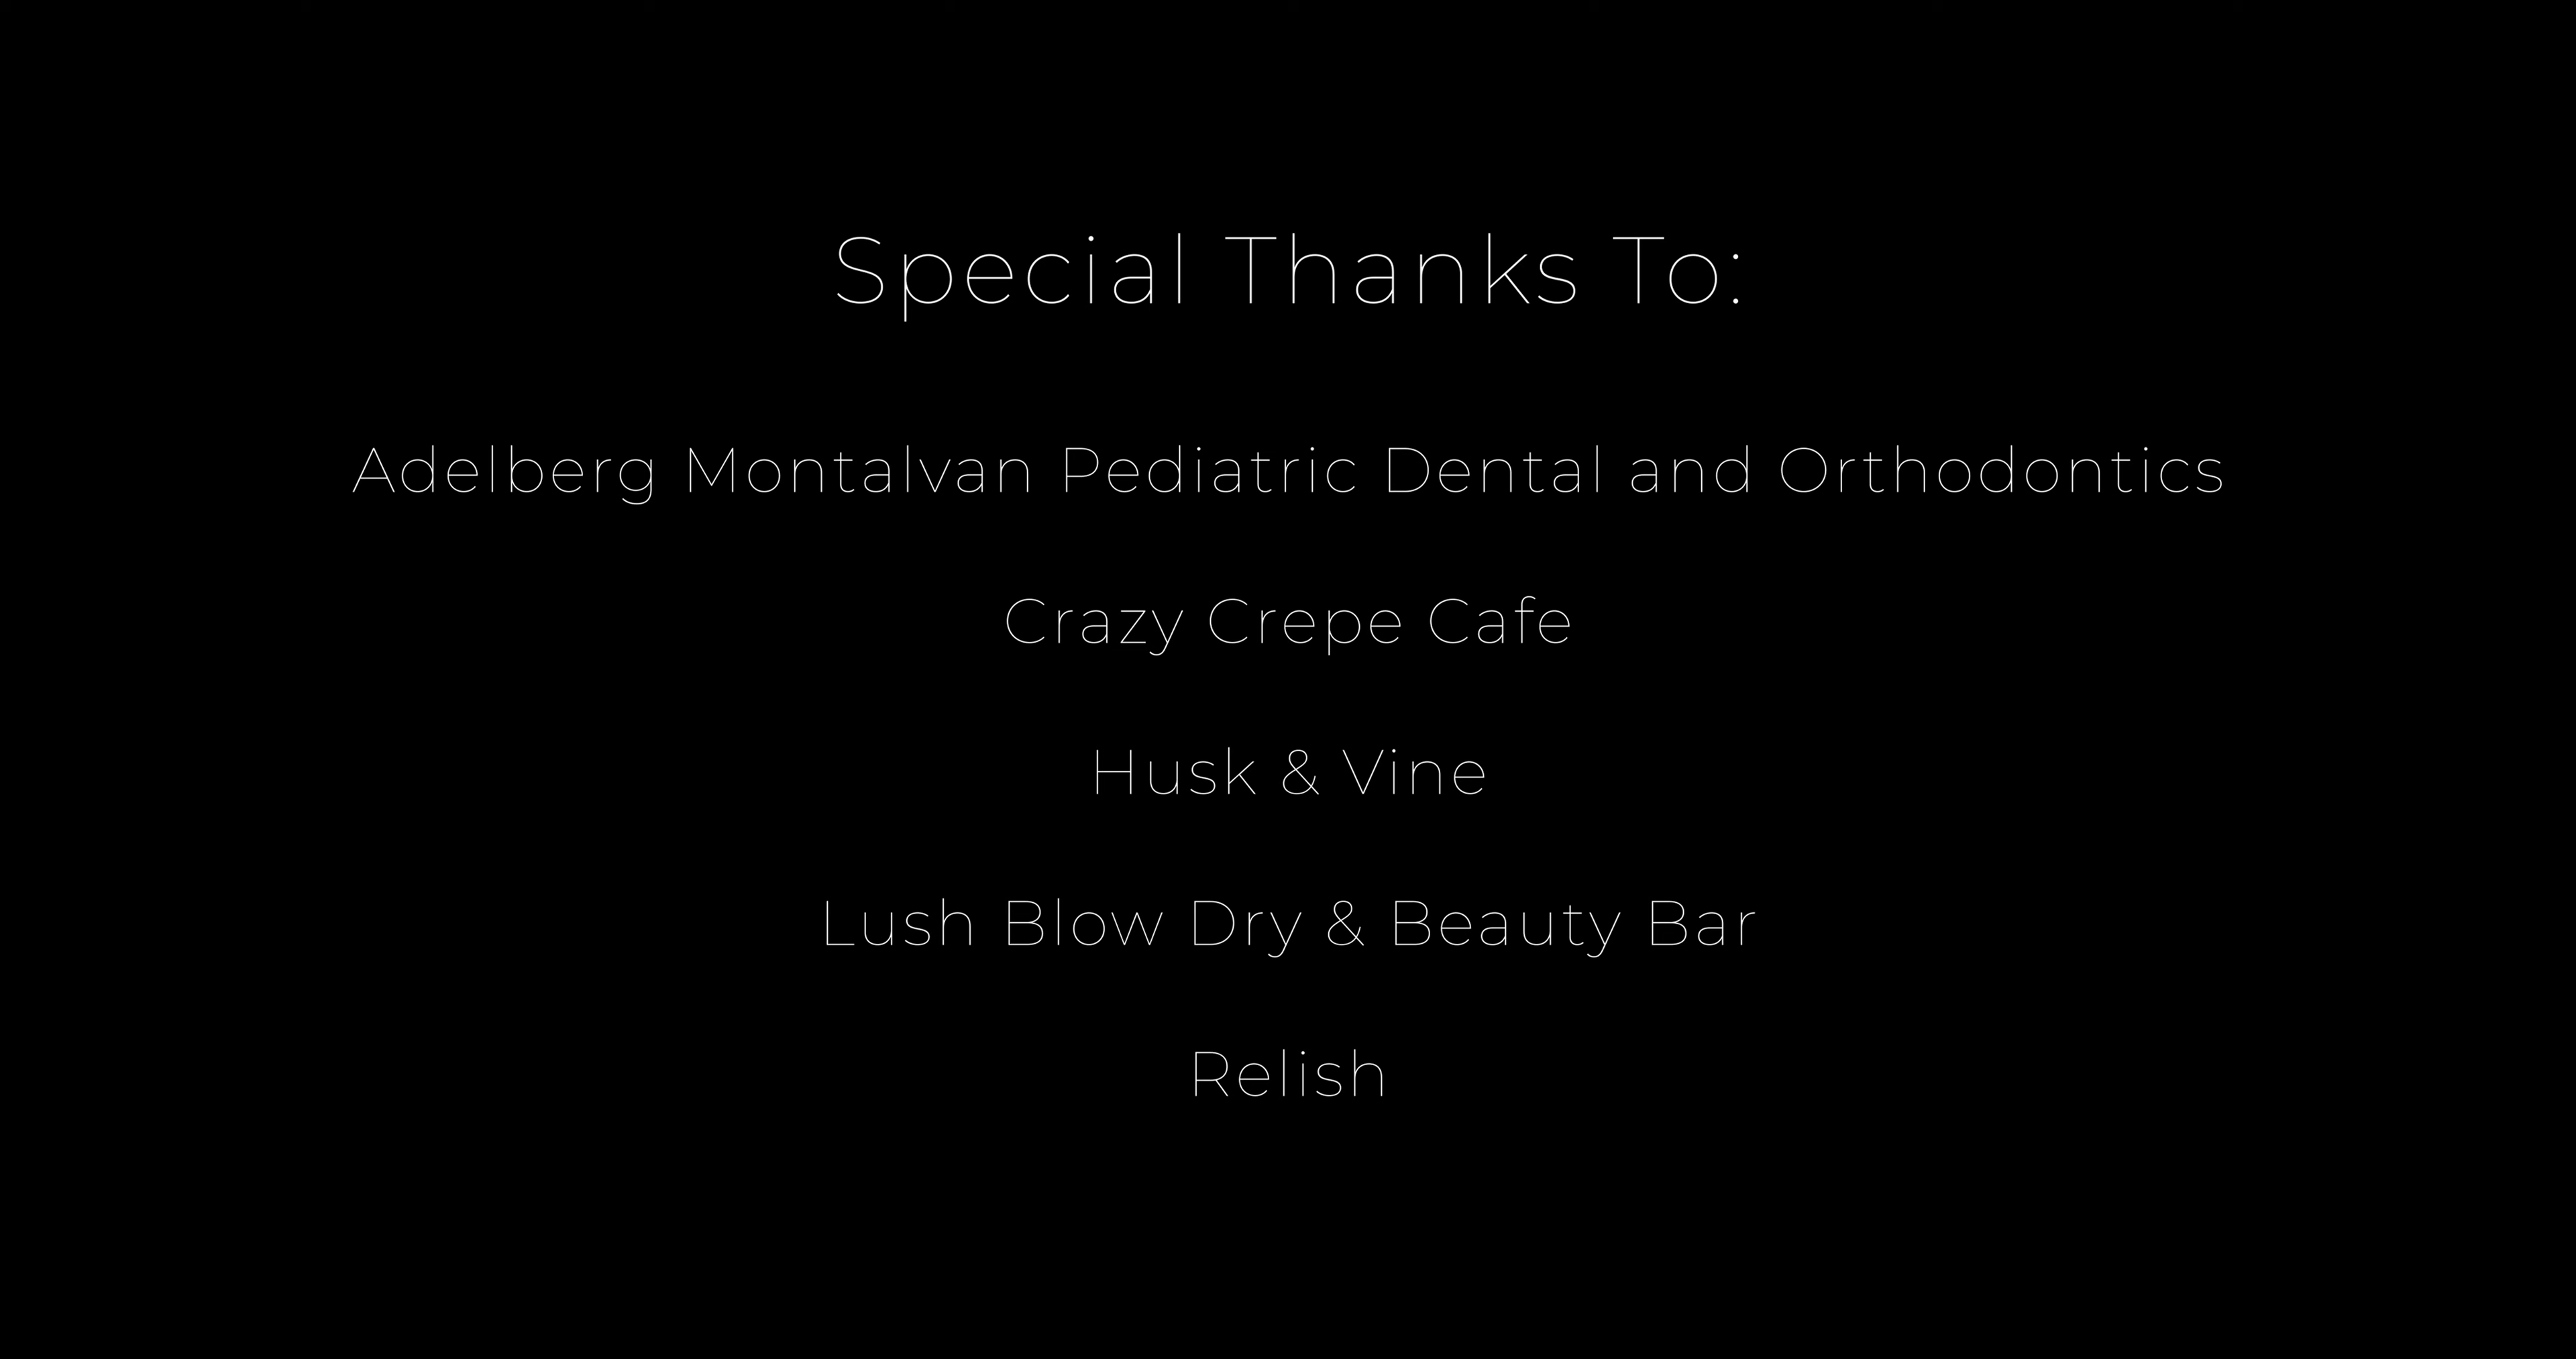 Special Thanks To:
Adelberg Montalvan Pediatric Dental and Orthodontics
Crazy Crepe Cafe
Husk & Vine
Lush Blow Dry & Beauty Bar
Relish